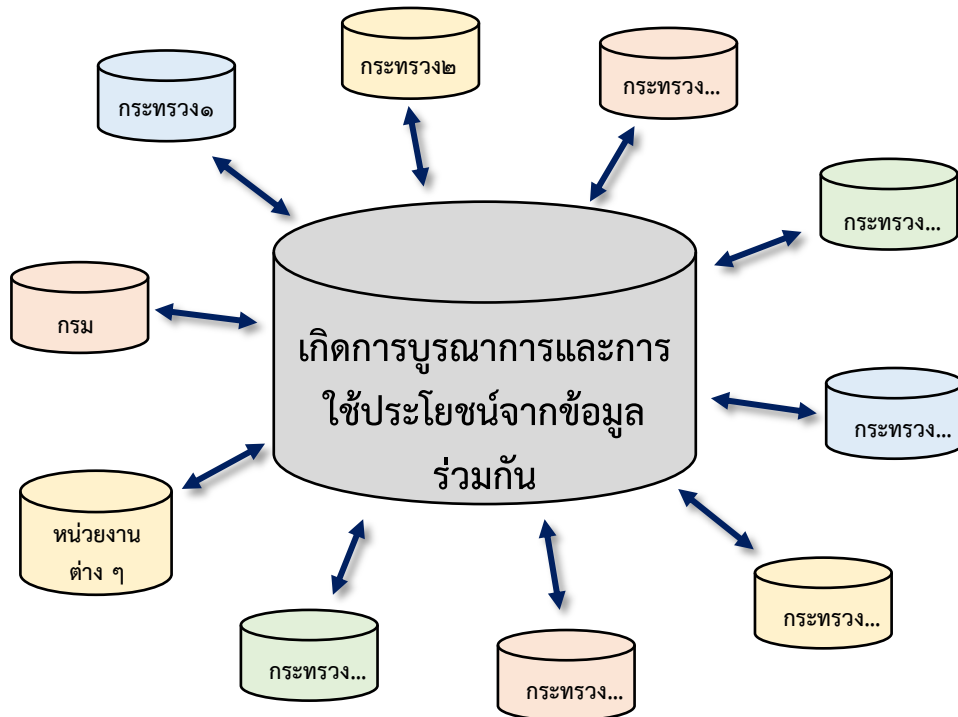 กระทรวง๒
กระทรวง...
กระทรวง๑
กระทรวง...
กรม
เกิดการบูรณาการและการ
ใช้ประโยชน์จากข้อมูล
ร่วมกัน
กระทรวง...
หน่วยงาน
ต่าง ๆ
กระทรวง...
กระทรวง...
กระทรวง...